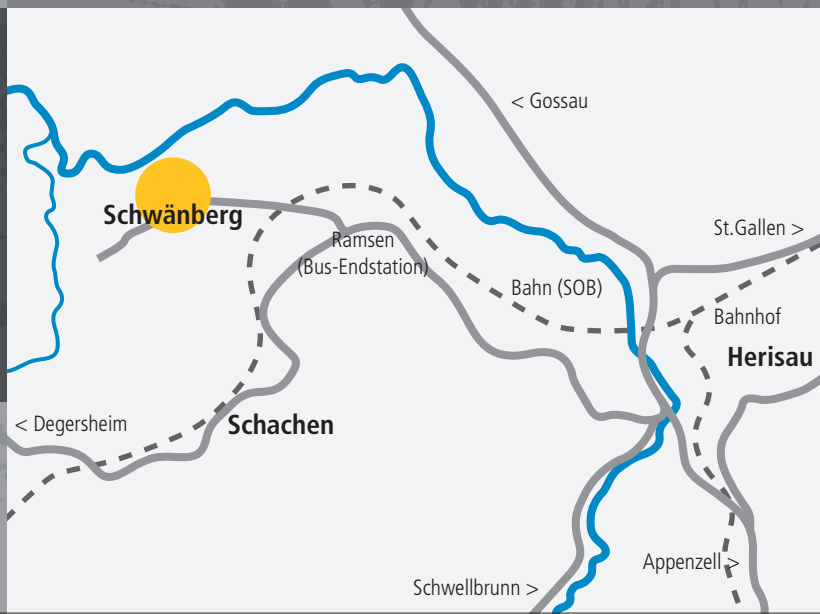 < Gossau
Schwänberg
St.Gallen >
Ramsen
(Bus-Endstation)
Bahn (SOB)
Bahnhof
Herisau
< Degersheim
Schachen
Appenzell >
Schwellbrunn >